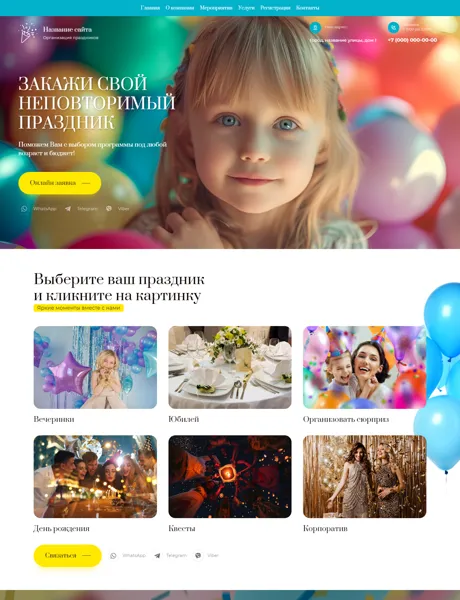 Главная О компании Мероприятия Услуги Регистрация Контакты
Название сайта
Организация праздников
Город, название улицы, дом 1
+7 (000) 000-00-00
ЗАКАЖИ СВОЙ
НЕПОВТОРИМЫЙ
ПРАЗДНИК
Поможем Вам с выбором программы под любой
возраст и бюджет!
Онлайн заявка
WhatsApp Telegram Viber
Выберите ваш праздник
и кликните на картинку
Яркие моменты вместе с нами
Вечеринки Юбилей Организовать сюрприз
День рождения Квесты Корпоратив
Связаться WhatsApp Telegram Viber